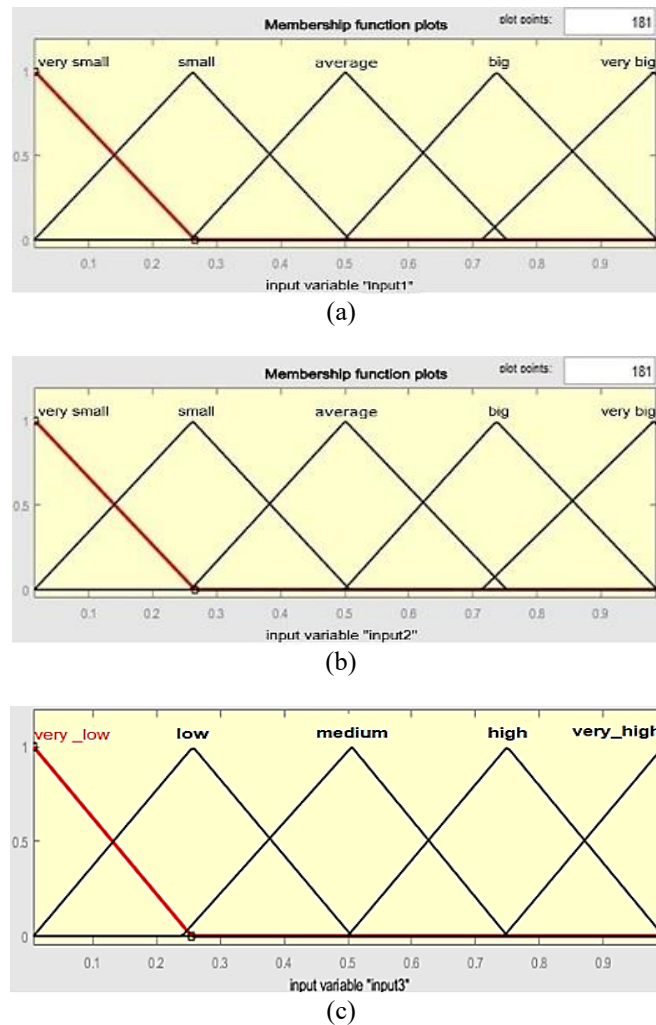 Membership function plots plot points: 181
very small small average big very big
1
0.5
0
0.1 0.2 0.3 0.4 0.5 0.6 0.7 0.8 0.9
input variable "input1"
(a)
Membership function plots plot points: 181
very small small average big very big
1
0.5
0
0.1 0.2 0.3 0.4 0.5 0.6 0.7 0.8 0.9
input variable "input2"
(b)
very _low low medium high very_high
1
0.5
0
0.1 0.2 0.3 0.4 0.5 0.6 0.7 0.8 0.9
input variable "input3"
(c)